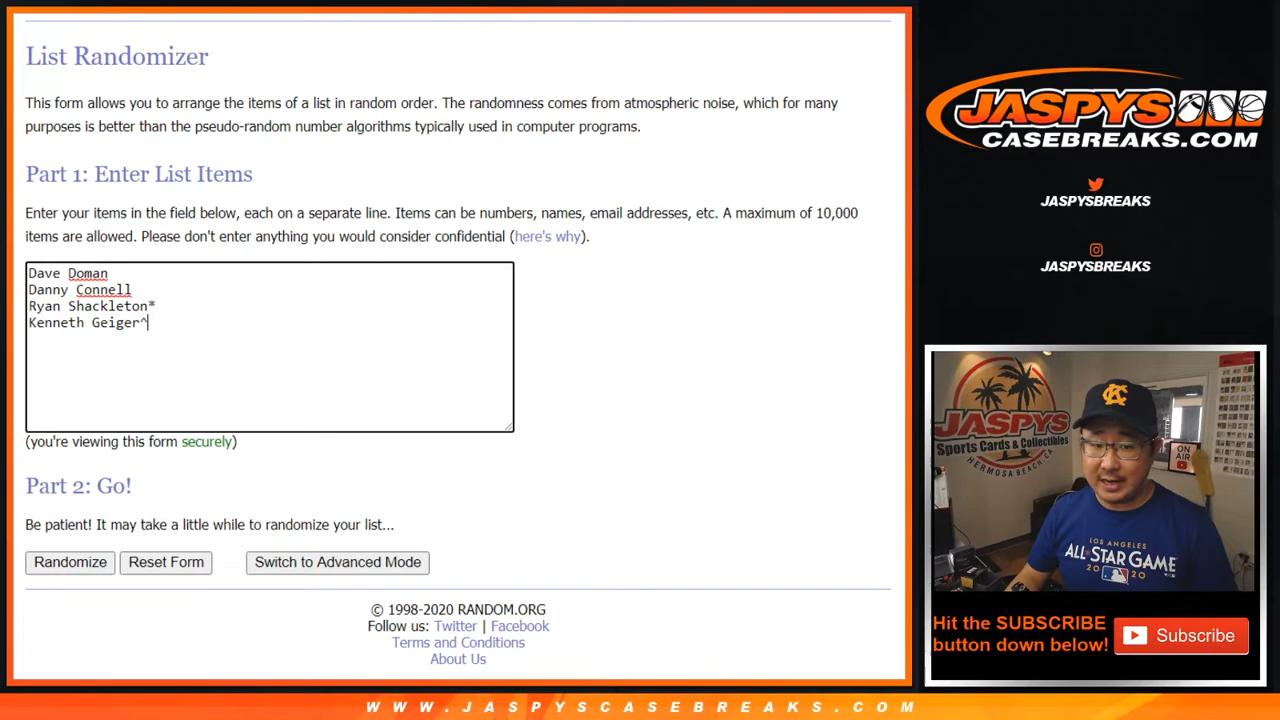 List Randomizer
This form allows you to arrange the items of a list in random order. The randomness comes from atmospheric noise, which for many
purposes is better than the pseudo-random number algorithms typically used in computer programs.
Part 1: Enter List Items
Enter your items in the field below, each on a separate line. Items can be numbers, names, email addresses, etc. A maximum of 10,000
items are allowed. Please don't enter anything you would consider confidential (here's why).
Dave Doman
Danny Connell
Ryan Shackleton*
Kenneth Geiger^
(you're viewing this form securely)
Part 2: Go!
Be patient! It may take a little while to randomize your list...
Randomize
Reset Form
Switch to Advanced Mode
© 1998-2020 RANDOM.ORG
Follow us: Twitter | Facebook
Terms and Conditions
About Us
JASPYS
CASEBREAKS.COM
JASPYSBREAKS
JASPYSBREAKS
JASPYS
Sports Cards & Collectibles
HERMOSA BEACH CA
KC
ON
AIR
LOS ANGELES
ALL STAR GAME
2020
Hit the SUBSCRIBE
button down below!
Subscribe
WWW.JASPYSCASEBREAKS.COM